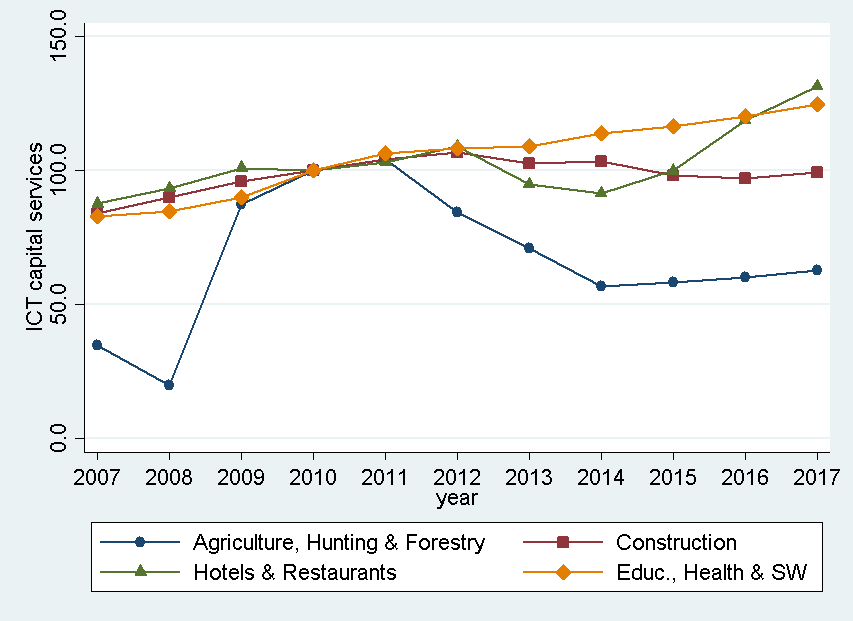 150.0
100.0
50.0
0.0
ICT capital services
2007 2008 2009 2010 2011 2012 2013 2014 2015 2016 2017
year
Agriculture, Hunting & Forestry Construction
Hotels & Restaurants Educ., Health & SW